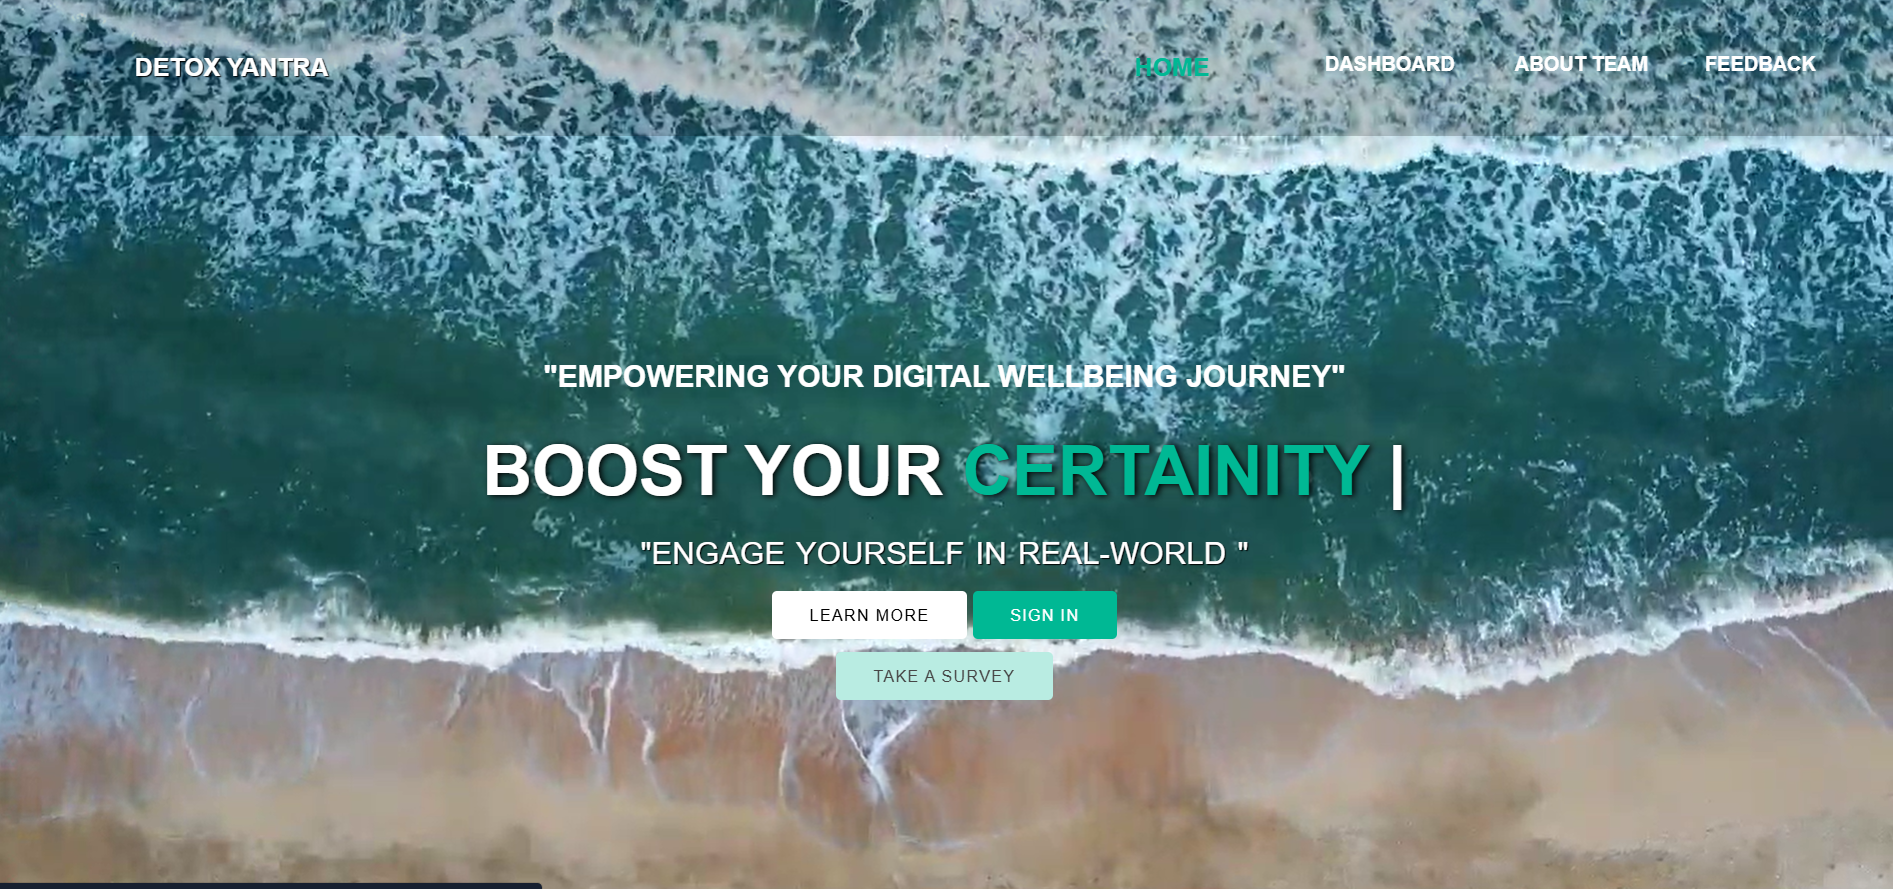 DETOX YANTRA HOME DASHBOARD ABOUT TEAM FEEDBACK
"EMPOWERING YOUR DIGITAL WELLBEING JOURNEY"
BOOST YOUR CERTAINITY |
"ENGAGE YOURSELF IN REAL-WORLD "
LEARN MORE SIGN IN
TAKE A SURVEY